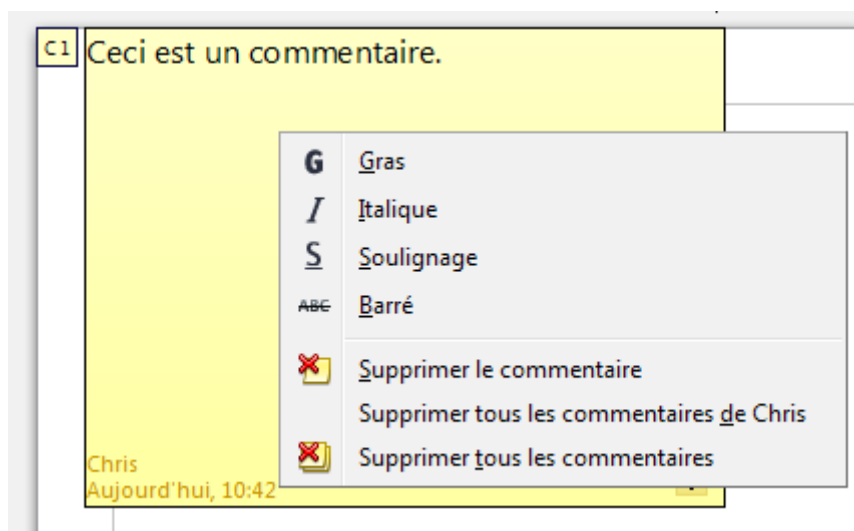 C1
Ceci est un commentaire.
G Gras
I Italique
S Soulignage
ABC Barré
Supprimer le commentaire
Supprimer tous les commentaires de Chris
Supprimer tous les commentaires
Chris
Aujourd'hui, 10:42